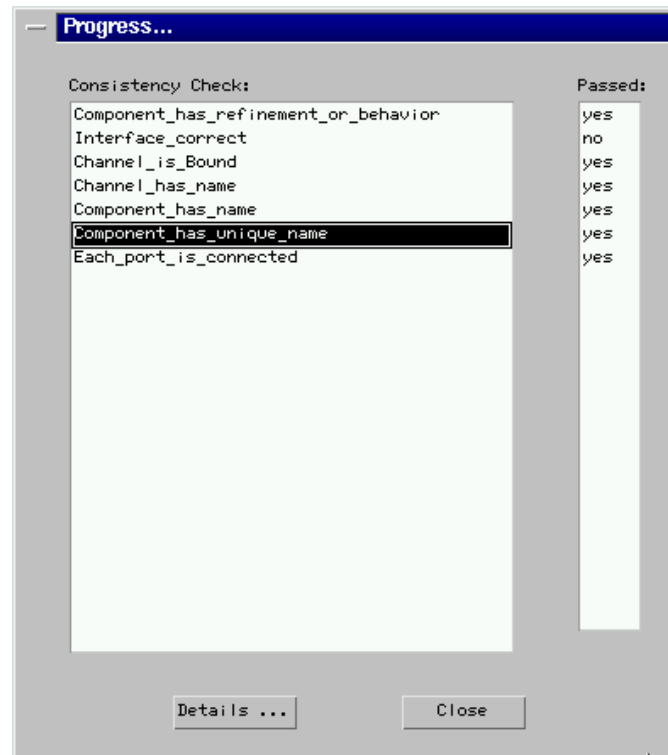 Progress...
Consistency Check: Passed:
Component_has_refinement_or_behavior yes
Interface_correct no
Channel_is_Bound yes
Channel_has_name yes
Component_has_name yes
Component_has_unique_name yes
Each_port_is_connected yes
Details ... Close